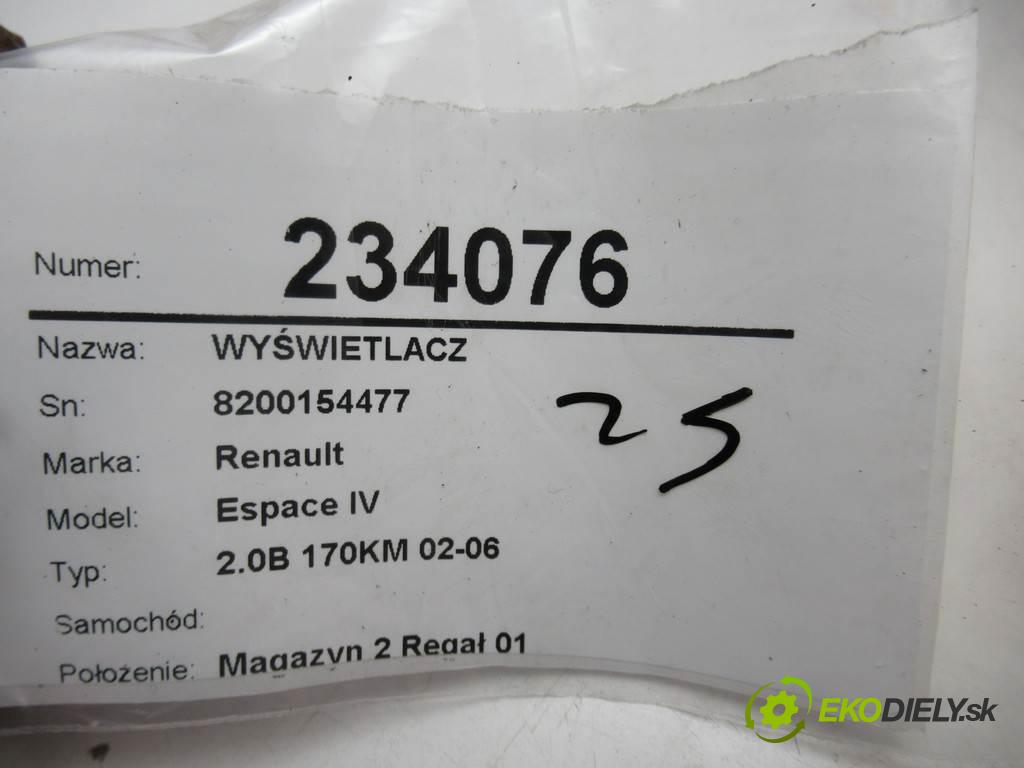 Numer: 234076
Nazwa: WYŚWIETLACZ
Sn: 8200154477
25
Marka: Renault
Model: Espace IV
Typ: 2.0B 170KM 02-06
Samochód:
Położenie: Magazyn 2 Regał 01
EKODIELY.sk